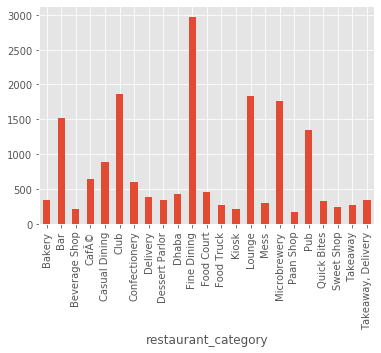 3000
2500
2000
1500
1000
500
0
Bakery
Bar
Beverage Shop
CafÃ©
Casual Dining
Club
Confectionery
Delivery
Dessert Parlor
Dhaba
Fine Dining
Food Court
Food Truck
Kiosk
Lounge
Mess
Microbrewery
Paan Shop
Pub
Quick Bites
Sweet Shop
Takeaway
Takeaway, Delivery
restaurant_category